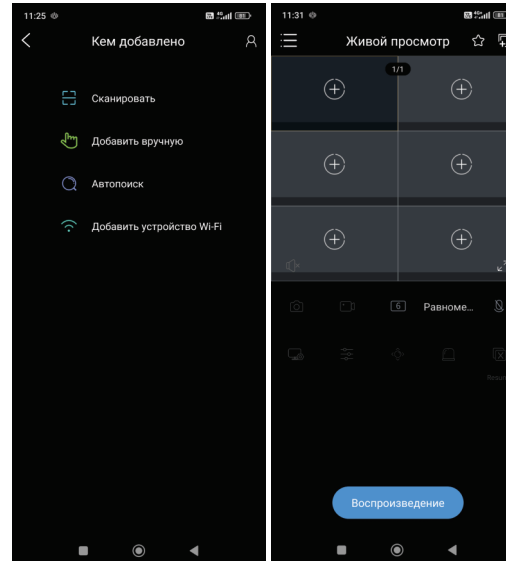 11:25
Кем добавлено
Сканировать
Добавить вручную
Автопоиск
Добавить устройство Wi-Fi
11:31
Живой просмотр
1/1
6 Равноме...
Воспроизведение